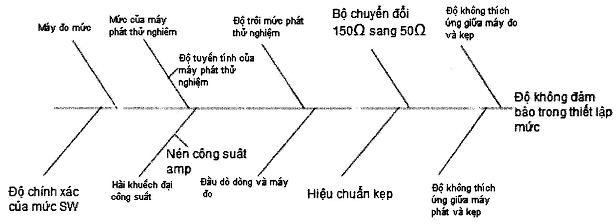 Máy đo mức
Mức của máy
phát thử nghiệm
Độ tuyến tính của
máy phát thử
nghiệm
Độ trôi mức phát
thử nghiệm
Bộ chuyển đổi
150Ω sang 50Ω
Độ không thích
ứng giữa máy đo
và kẹp
Độ không đảm
bảo trong thiết lập
mức
Độ chính xác
của mức SW
Nén công suất
amp
Hài khuếch đại
công suất
Đầu dò dòng và máy
đo
Hiệu chuẩn kẹp
Độ không thích
ứng giữa máy
phát và kẹp